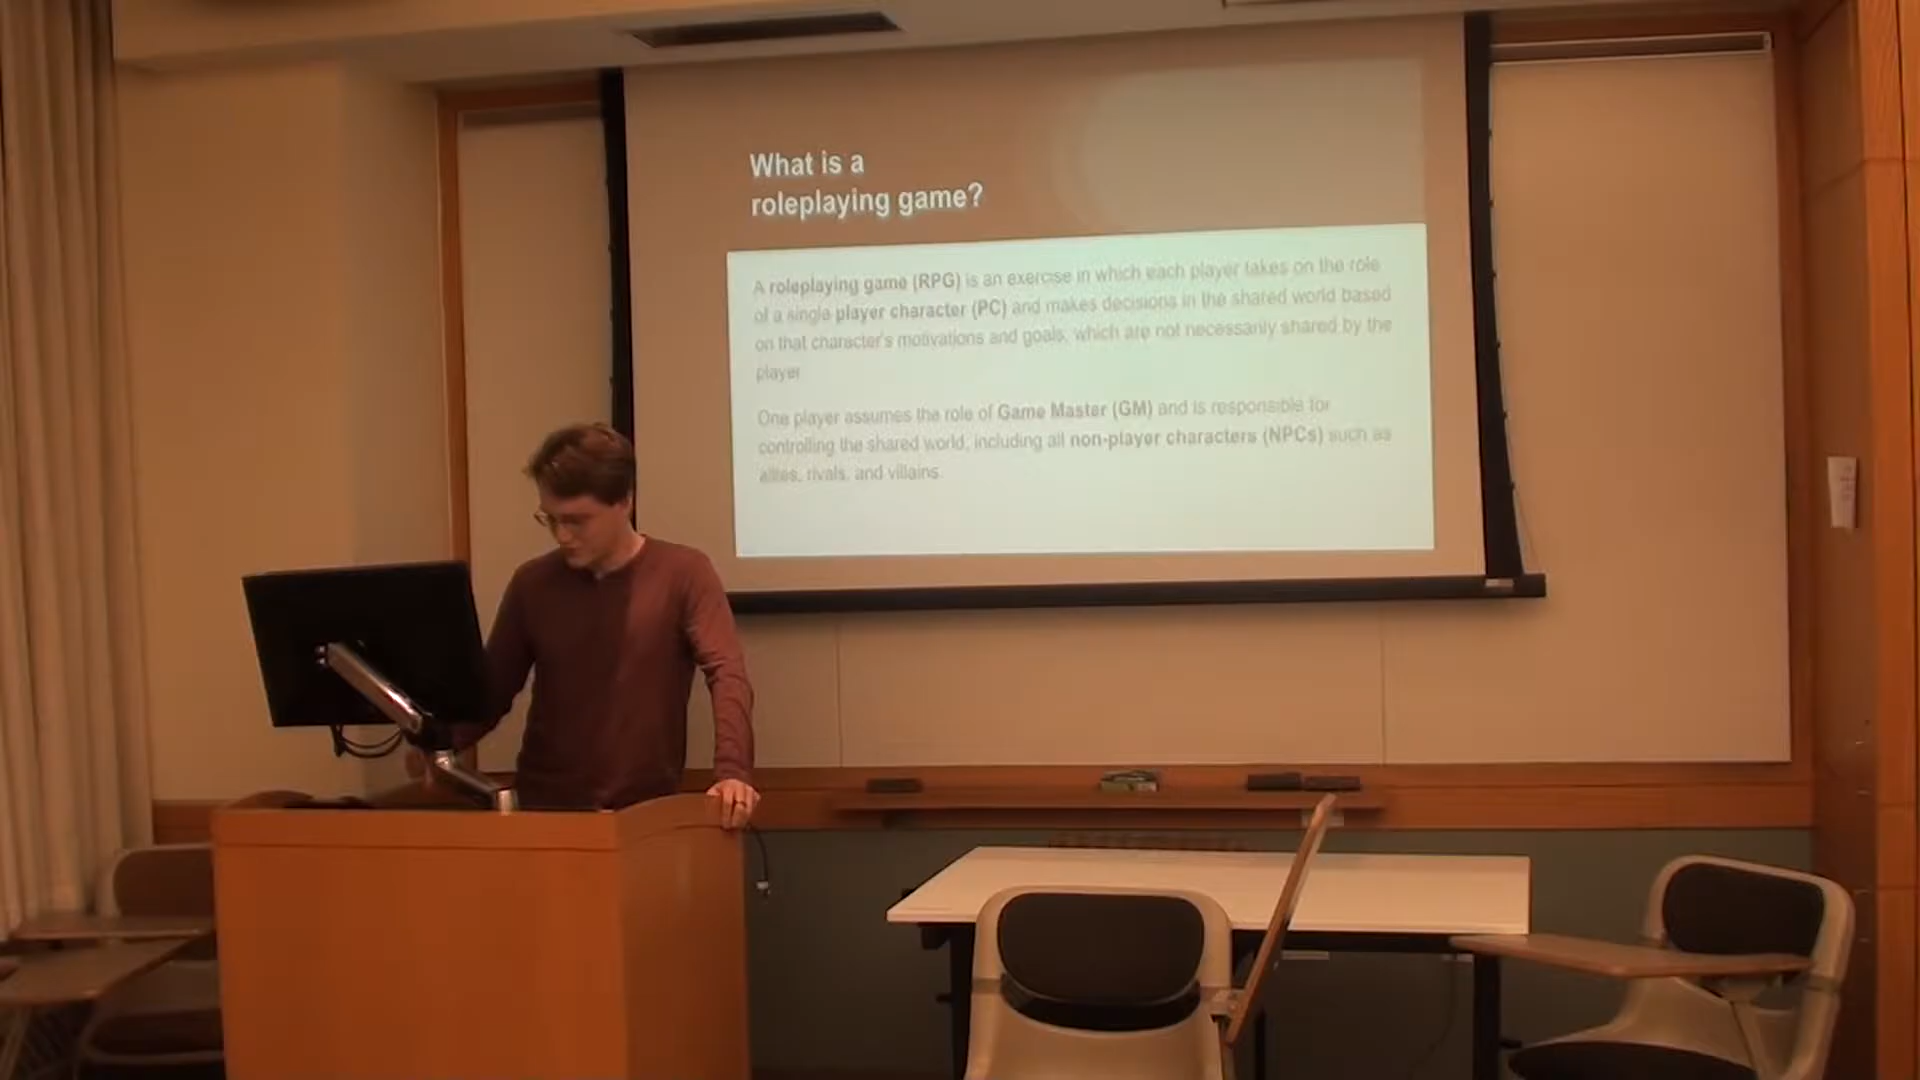 What is a
roleplaying game?
A roleplaying game (RPG) is an exercise in which each player takes on the role
of a single player character (PC) and makes decisions in the shared world based
on that character's motivations and goals, which are not necessarily shared by the
player.
One player assumes the role of Game Master (GM) and is responsible for
controlling the shared world, including all non-player characters (NPCs) such as
allies, rivals, and villains.